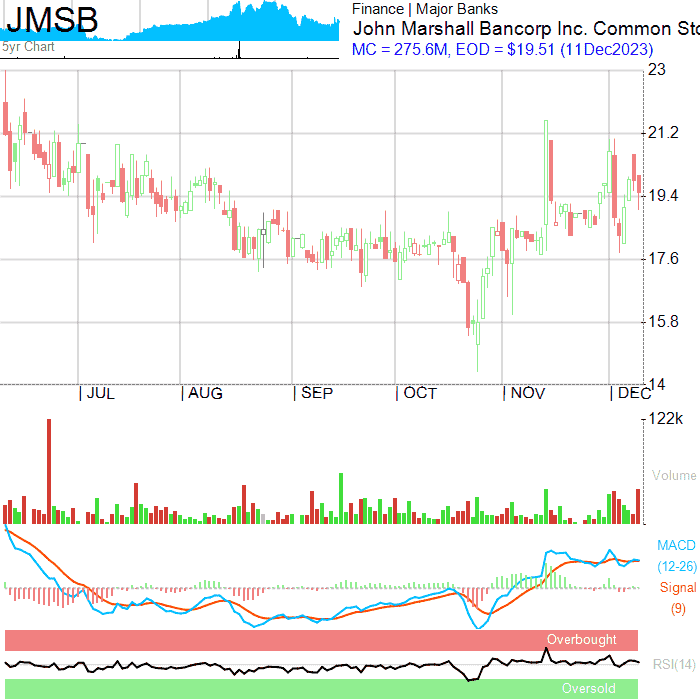 JMSB
5yr Chart
Finance | Major Banks
John Marshall Bancorp Inc. Common Sto
MC = 275.6M, EOD = $19.51 (11Dec2023)
23
21.2
19.4
17.6
15.8
14
| JUL | AUG | SEP | OCT | NOV | DEC
122k
Volume
MACD
(12-26)
Signal
(9)
Overbought
RSI(14)
Oversold